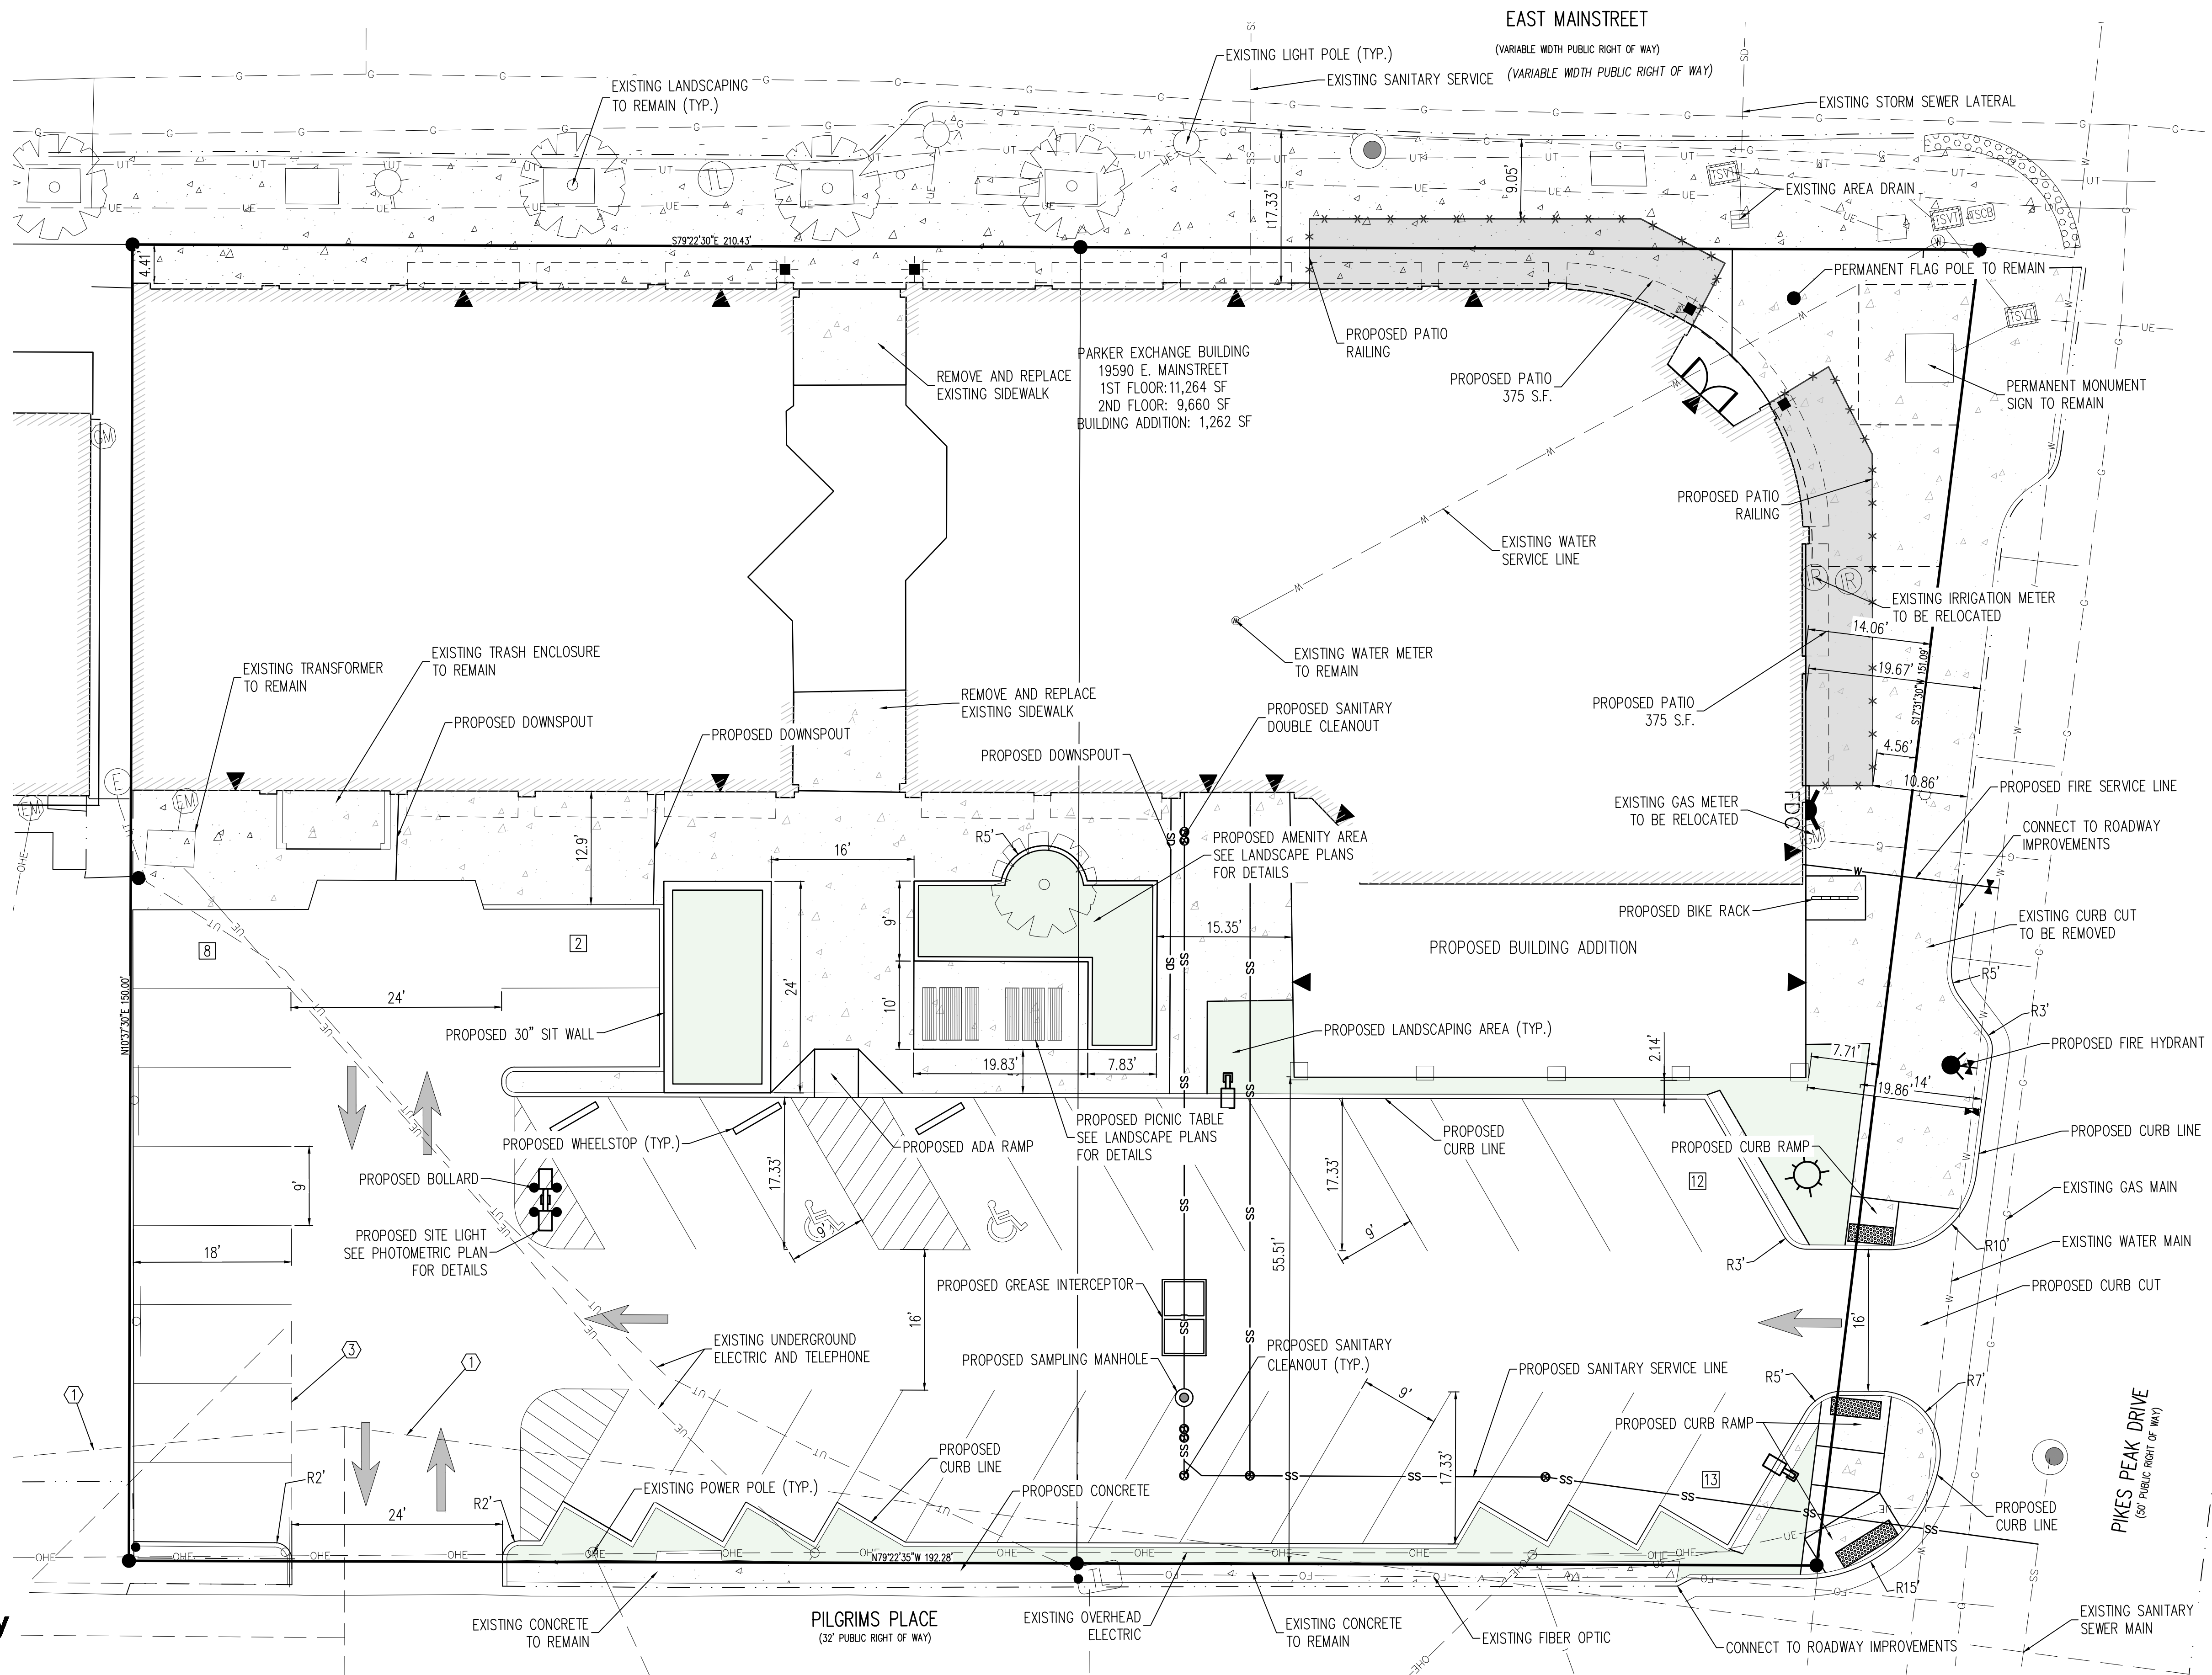 EAST MAINSTREET
(VARIABLE WIDTH PUBLIC RIGHT OF WAY)
(VARIABLE WIDTH PUBLIC RIGHT OF WAY)
EXISTING LIGHT POLE (TYP.)
EXISTING SANITARY SERVICE
EXISTING LANDSCAPING
TO REMAIN (TYP.)
EXISTING STORM SEWER LATERAL
EXISTING AREA DRAIN
TL
TSVT
TSVT
TSCB
TSVT
17.33'
9.05'
S79°22'30"E 210.43'
4.41'
PERMANENT FLAG POLE TO REMAIN
PROPOSED PATIO
RAILING
PARKER EXCHANGE BUILDING
19590 E. MAINSTREET
1ST FLOOR:11,264 SF
2ND FLOOR: 9,660 SF
BUILDING ADDITION: 1,262 SF
REMOVE AND REPLACE
EXISTING SIDEWALK
PROPOSED PATIO
375 S.F.
PERMANENT MONUMENT
SIGN TO REMAIN
GM
PROPOSED PATIO
RAILING
EXISTING WATER
SERVICE LINE
IR
IR
EXISTING IRRIGATION METER
TO BE RELOCATED
14.06'
19.67'
S17°31'30"W 151.09'
4.56'
10.86'
EXISTING WATER METER
TO REMAIN
EXISTING TRANSFORMER
TO REMAIN
EXISTING TRASH ENCLOSURE
TO REMAIN
PROPOSED DOWNSPOUT
PROPOSED DOWNSPOUT
REMOVE AND REPLACE
EXISTING SIDEWALK
PROPOSED DOWNSPOUT
PROPOSED SANITARY
DOUBLE CLEANOUT
PROPOSED PATIO
375 S.F.
E
EM
EM
EXISTING GAS METER
TO BE RELOCATED
FDC
GM
PROPOSED FIRE SERVICE LINE
CONNECT TO ROADWAY
IMPROVEMENTS
12.9'
16'
R5'
PROPOSED AMENITY AREA
SEE LANDSCAPE PLANS
FOR DETAILS
PROPOSED BIKE RACK
EXISTING CURB CUT
TO BE REMOVED
8
2
24'
24'
9'
10'
15.35'
PROPOSED BUILDING ADDITION
R5'
R3'
PROPOSED 30" SIT WALL
PROPOSED LANDSCAPING AREA (TYP.)
N10°37'30"E 150.00'
19.83'
7.83'
2.14'
7.71'
19.86'
14'
PROPOSED FIRE HYDRANT
PROPOSED WHEELSTOP (TYP.)
PROPOSED ADA RAMP
PROPOSED PICNIC TABLE
SEE LANDSCAPE PLANS
FOR DETAILS
PROPOSED
CURB LINE
PROPOSED CURB RAMP
PROPOSED CURB LINE
PROPOSED BOLLARD
9'
17.33'
17.33'
9'
9'
12
EXISTING GAS MAIN
PROPOSED SITE LIGHT
SEE PHOTOMETRIC PLAN
FOR DETAILS
18'
55.51'
R3'
R10'
EXISTING WATER MAIN
PROPOSED GREASE INTERCEPTOR
PROPOSED CURB CUT
16'
16'
EXISTING UNDERGROUND
ELECTRIC AND TELEPHONE
PROPOSED SAMPLING MANHOLE
PROPOSED SANITARY
CLEANOUT (TYP.)
PROPOSED SANITARY SERVICE LINE
3
1
1
9'
R5'
R7'
PROPOSED CURB RAMP
PIKES PEAK DRIVE
(50' PUBLIC RIGHT OF WAY)
PROPOSED
CURB LINE
17.33'
13
R2'
R2'
EXISTING POWER POLE (TYP.)
PROPOSED CONCRETE
24'
PROPOSED
CURB LINE
N79°22'35"W 192.28'
TL
R15'
EXISTING CONCRETE
TO REMAIN
PILGRIMS PLACE
(32' PUBLIC RIGHT OF WAY)
EXISTING OVERHEAD
ELECTRIC
EXISTING CONCRETE
TO REMAIN
EXISTING FIBER OPTIC
CONNECT TO ROADWAY IMPROVEMENTS
EXISTING SANITARY
SEWER MAIN